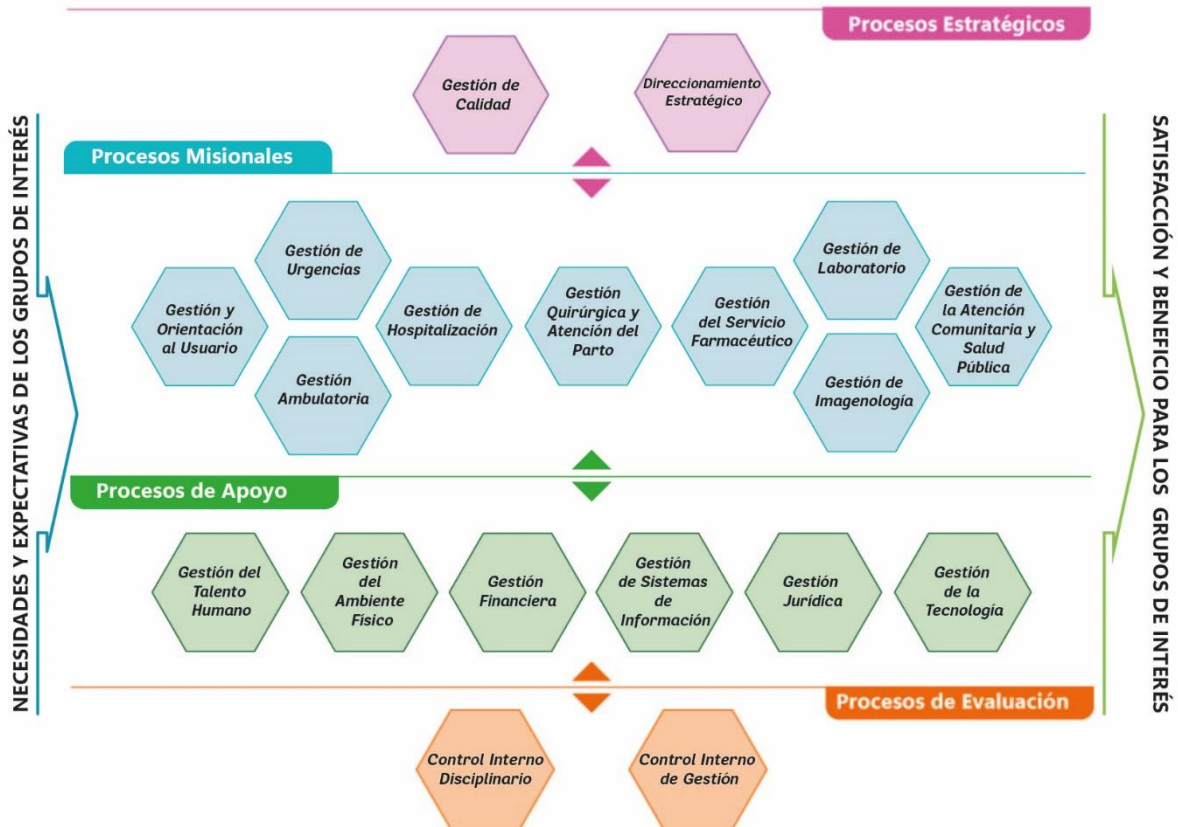 Procesos Estratégicos
Gestión de
Calidad
Direccionamiento
Estratégico
NECESIDADES Y EXPECTATIVAS DE LOS GRUPOS DE INTERÉS
SATISFACCIÓN Y BENEFICIO PARA LOS GRUPOS DE INTERÉS
Procesos Misionales
Gestión y
Orientación
al Usuario
Gestión de
Urgencias
Gestión
Ambulatoria
Gestión de
Hospitalización
Gestión
Quirúrgica y
Atención del
Parto
Gestión
del Servicio
Farmacéutico
Gestión de
Laboratorio
Gestión de
Imagenología
Gestión de
la Atención
Comunitaria y
Salud
Pública
Procesos de Apoyo
Gestión del
Talento
Humano
Gestión
del
Ambiente
Físico
Gestión
Financiera
Gestión
de Sistemas
de
Información
Gestión
Jurídica
Gestión
de la
Tecnología
Procesos de Evaluación
Control Interno
Disciplinario
Control Interno
de Gestión